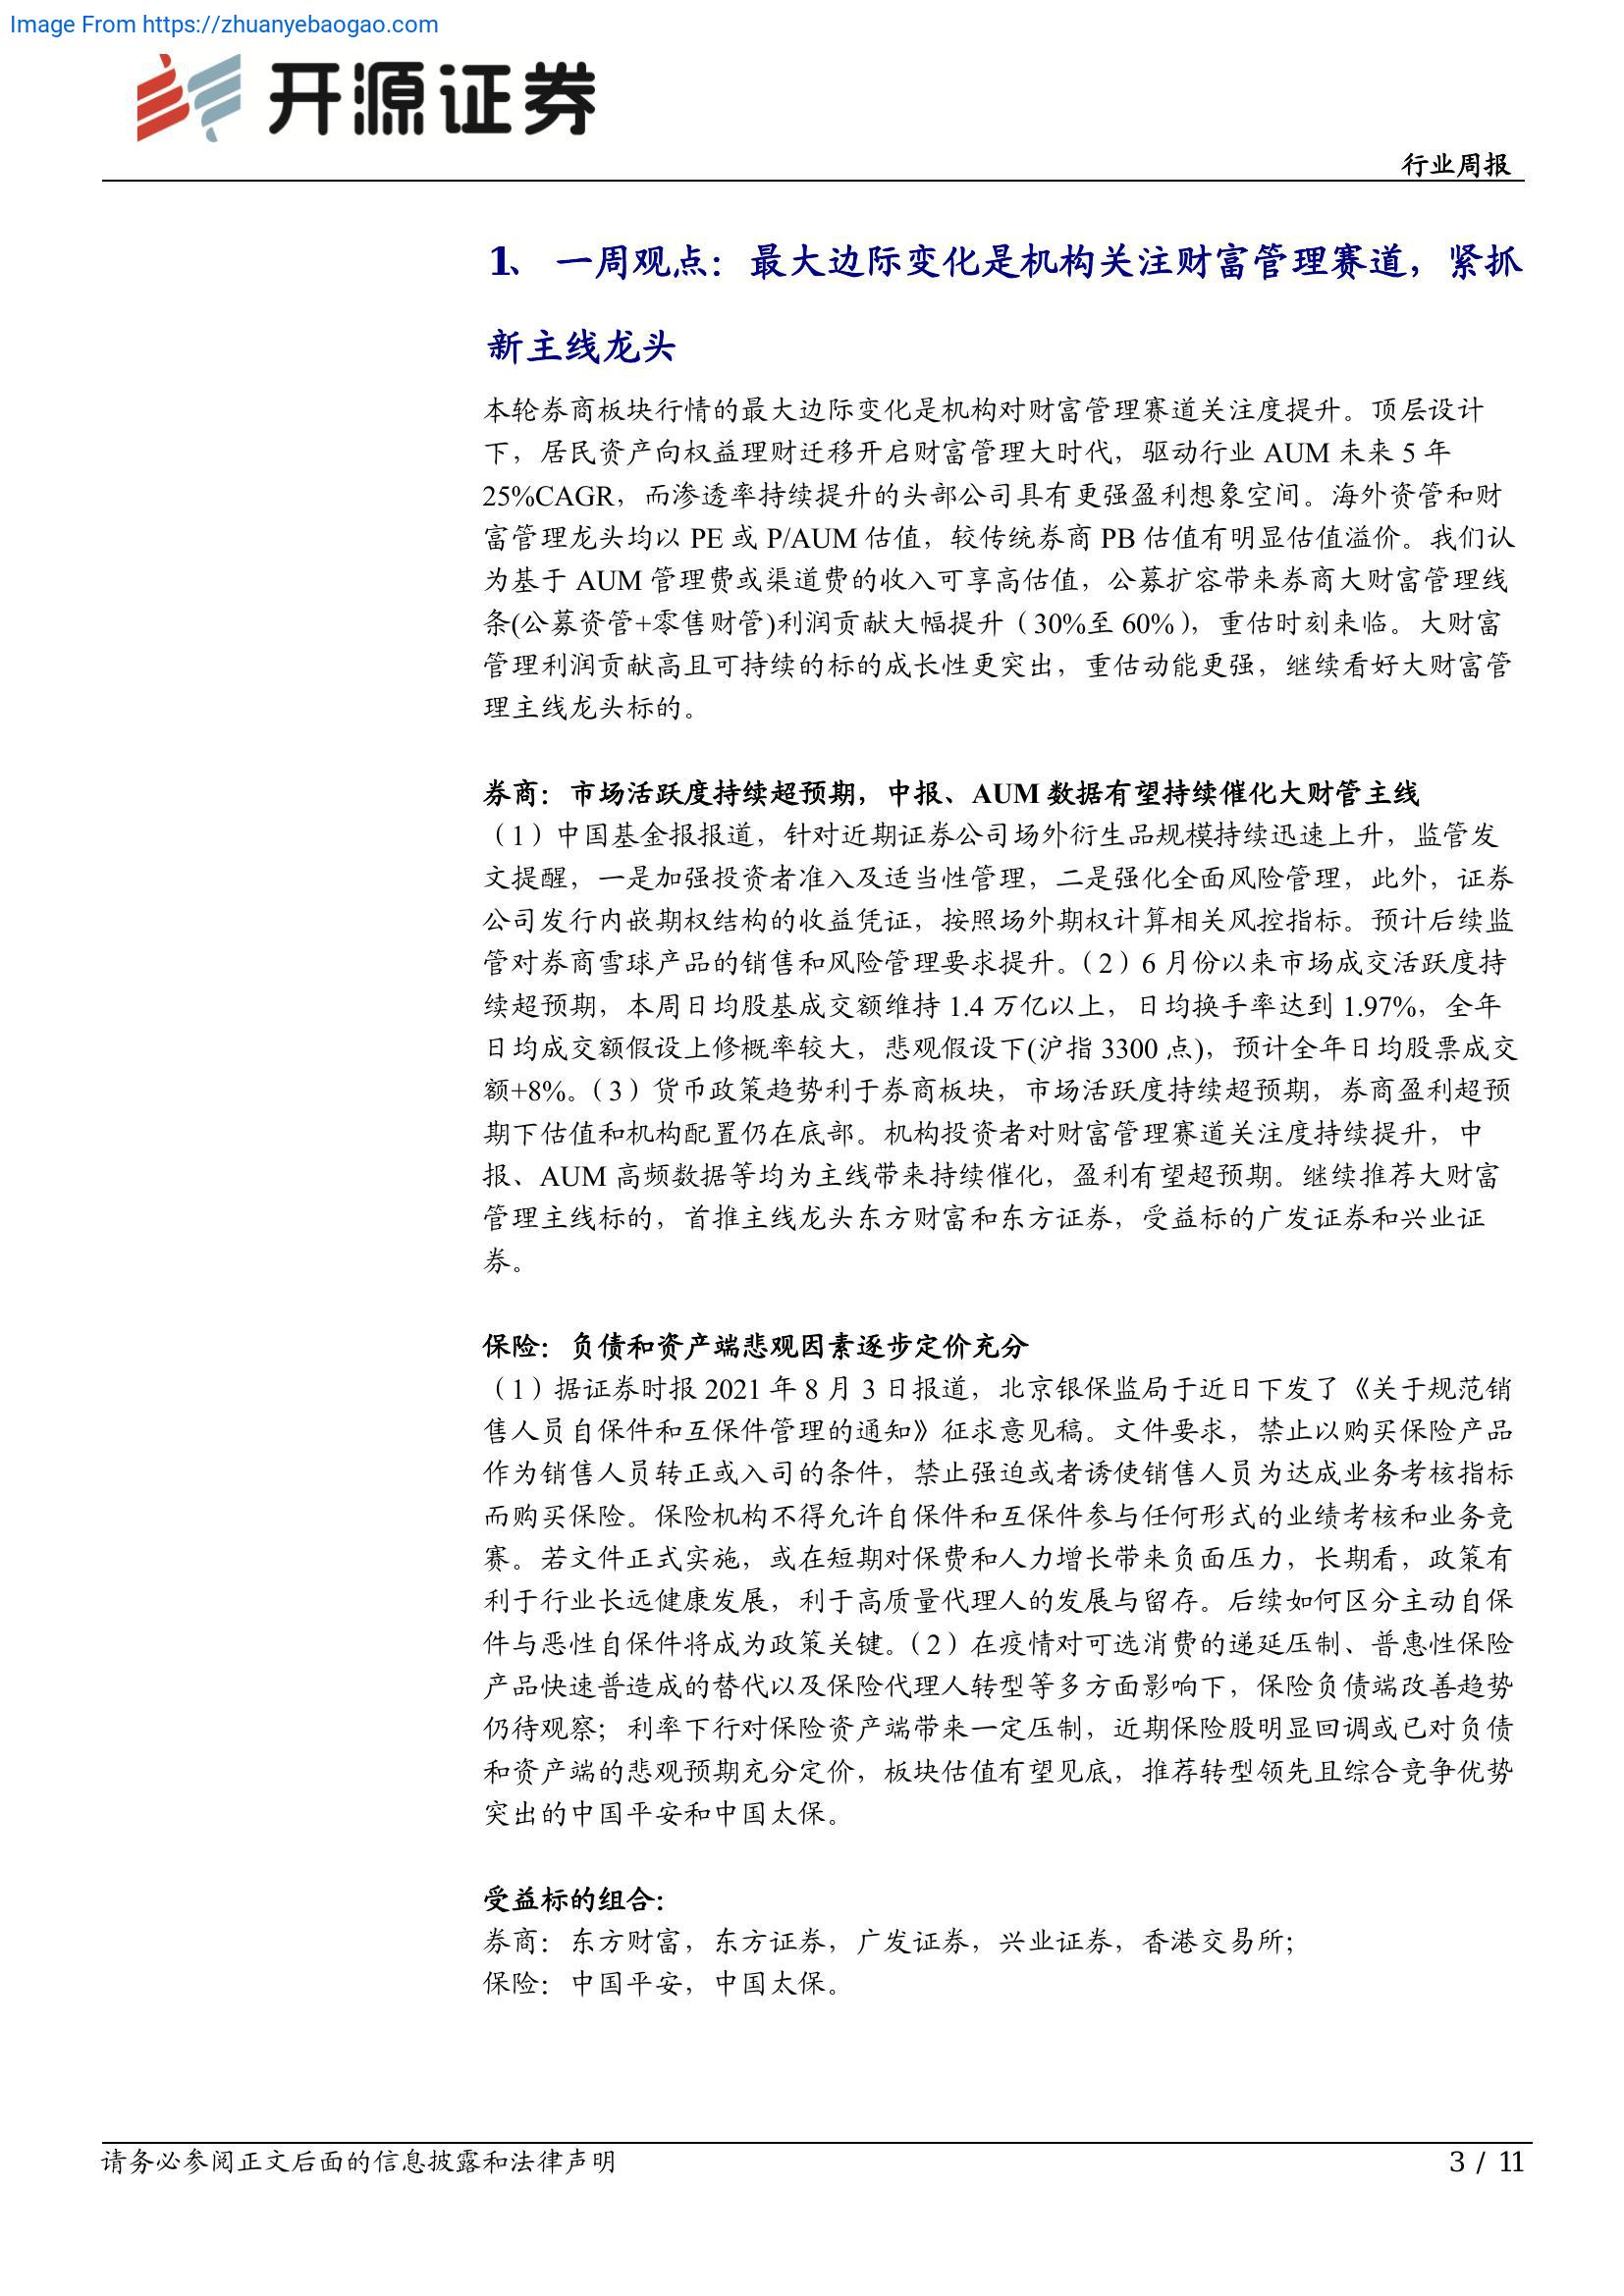 Image From https://zhuanyebaogao.com
开源证券
行业周报
1、 一周观点：最大边际变化是机构关注财富管理赛道，紧抓
新主线龙头
本轮券商板块行情的最大边际变化是机构对财富管理赛道关注度提升。顶层设计
下，居民资产向权益理财迁移开启财富管理大时代，驱动行业 AUM 未来 5 年
25%CAGR，而渗透率持续提升的头部公司具有更强盈利想象空间。海外资管和财
富管理龙头均以 PE 或 P/AUM 估值，较传统券商 PB 估值有明显估值溢价。我们认
为基于 AUM 管理费或渠道费的收入可享高估值，公募扩容带来券商大财富管理线
条(公募资管+零售财管)利润贡献大幅提升（30%至 60%），重估时刻来临。大财富
管理利润贡献高且可持续的标的成长性更突出，重估动能更强，继续看好大财富管
理主线龙头标的。
券商：市场活跃度持续超预期，中报、AUM 数据有望持续催化大财管主线
（1）中国基金报报道，针对近期证券公司场外衍生品规模持续迅速上升，监管发
文提醒，一是加强投资者准入及适当性管理，二是强化全面风险管理，此外，证券
公司发行内嵌期权结构的收益凭证，按照场外期权计算相关风控指标。预计后续监
管对券商雪球产品的销售和风险管理要求提升。（2）6 月份以来市场成交活跃度持
续超预期，本周日均股基成交额维持 1.4 万亿以上，日均换手率达到 1.97%，全年
日均成交额假设上修概率较大，悲观假设下(沪指 3300 点)，预计全年日均股票成交
额+8%。（3）货币政策趋势利于券商板块，市场活跃度持续超预期，券商盈利超预
期下估值和机构配置仍在底部。机构投资者对财富管理赛道关注度持续提升，中
报、AUM 高频数据等均为主线带来持续催化，盈利有望超预期。继续推荐大财富
管理主线标的，首推主线龙头东方财富和东方证券，受益标的广发证券和兴业证
券。
保险：负债和资产端悲观因素逐步定价充分
（1）据证券时报 2021 年 8 月 3 日报道，北京银保监局于近日下发了《关于规范销
售人员自保件和互保件管理的通知》征求意见稿。文件要求，禁止以购买保险产品
作为销售人员转正或入司的条件，禁止强迫或者诱使销售人员为达成业务考核指标
而购买保险。保险机构不得允许自保件和互保件参与任何形式的业绩考核和业务竞
赛。若文件正式实施，或在短期对保费和人力增长带来负面压力，长期看，政策有
利于行业长远健康发展，利于高质量代理人的发展与留存。后续如何区分主动自保
件与恶性自保件将成为政策关键。（2）在疫情对可选消费的递延压制、普惠性保险
产品快速普造成的替代以及保险代理人转型等多方面影响下，保险负债端改善趋势
仍待观察；利率下行对保险资产端带来一定压制，近期保险股明显回调或已对负债
和资产端的悲观预期充分定价，板块估值有望见底，推荐转型领先且综合竞争优势
突出的中国平安和中国太保。
受益标的组合：
券商：东方财富，东方证券，广发证券，兴业证券，香港交易所；
保险：中国平安，中国太保。
请务必参阅正文后面的信息披露和法律声明
3 / 11